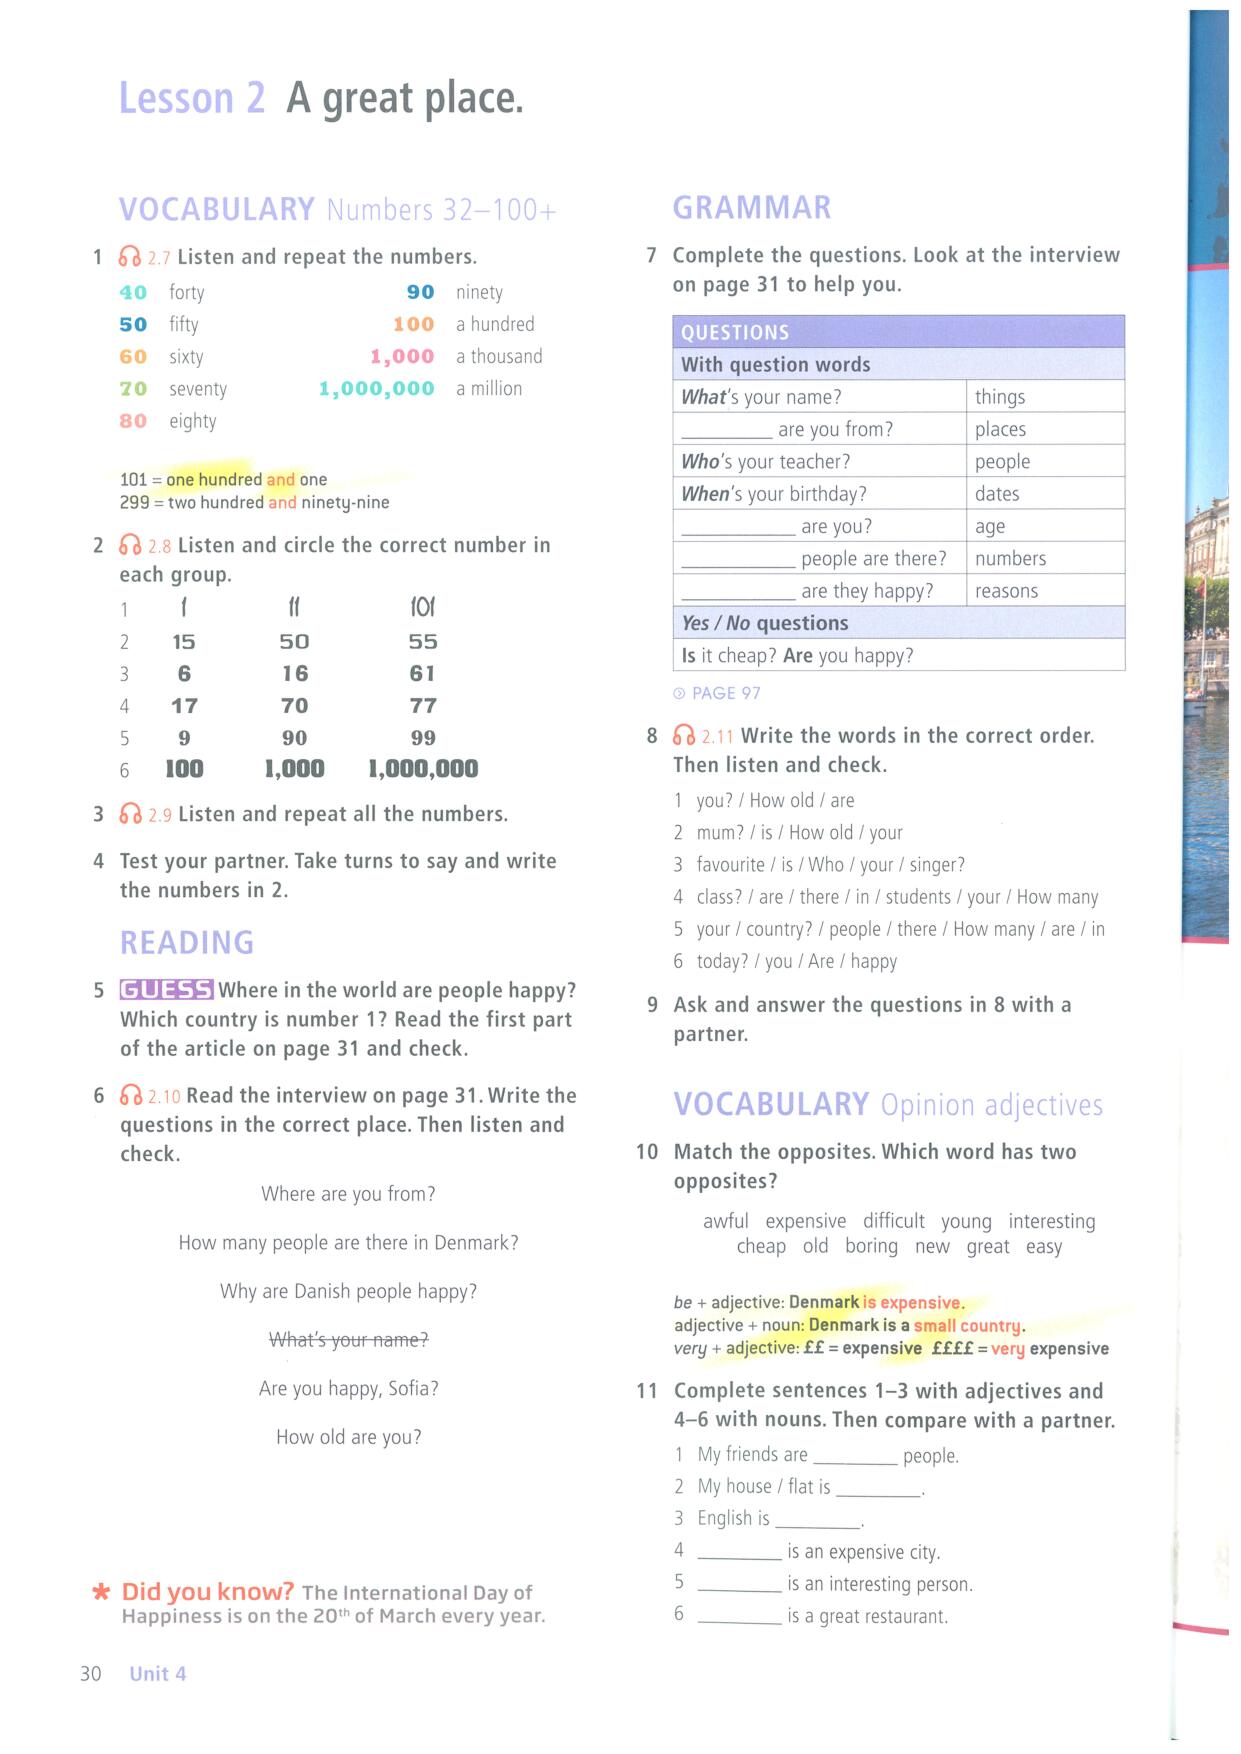 Lesson 2 A great place.
VOCABULARY Numbers 32–100+
1 2.7 Listen and repeat the numbers.
40 forty 90 ninety
50 fifty 100 a hundred
60 sixty 1,000 a thousand
70 seventy 1,000,000 a million
80 eighty
101 = one hundred and one
299 = two hundred and ninety-nine
2 2.8 Listen and circle the correct number in
each group.
1 1 11 101
2 15 50 55
3 6 16 61
4 17 70 77
5 9 90 99
6 100 1,000 1,000,000
3 2.9 Listen and repeat all the numbers.
4 Test your partner. Take turns to say and write
the numbers in 2.
READING
5 GUESS Where in the world are people happy?
Which country is number 1? Read the first part
of the article on page 31 and check.
6 2.10 Read the interview on page 31. Write the
questions in the correct place. Then listen and
check.
Where are you from?
How many people are there in Denmark?
Why are Danish people happy?
What's your name?
Are you happy, Sofia?
How old are you?
* Did you know? The International Day of
Happiness is on the 20th of March every year.
30 Unit 4
GRAMMAR
7 Complete the questions. Look at the interview
on page 31 to help you.
QUESTIONS
With question words
What's your name? things
_________ are you from? places
Who's your teacher? people
When's your birthday? dates
___________ are you? age
___________ people are there? numbers
___________ are they happy? reasons
Yes / No questions
Is it cheap? Are you happy?
PAGE 97
8 2.11 Write the words in the correct order.
Then listen and check.
1 you? / How old / are
2 mum? / is / How old / your
3 favourite / is / Who / your / singer?
4 class? / are / there / in / students / your / How many
5 your / country? / people / there / How many / are / in
6 today? / you / Are / happy
9 Ask and answer the questions in 8 with a
partner.
VOCABULARY Opinion adjectives
10 Match the opposites. Which word has two
opposites?
awful expensive difficult young interesting
cheap old boring new great easy
be + adjective: Denmark is expensive.
adjective + noun: Denmark is a small country.
very + adjective: ££ = expensive ££££ = very expensive
11 Complete sentences 1–3 with adjectives and
4–6 with nouns. Then compare with a partner.
1 My friends are ________ people.
2 My house / flat is ________.
3 English is ________.
4 ________ is an expensive city.
5 ________ is an interesting person.
6 ________ is a great restaurant.